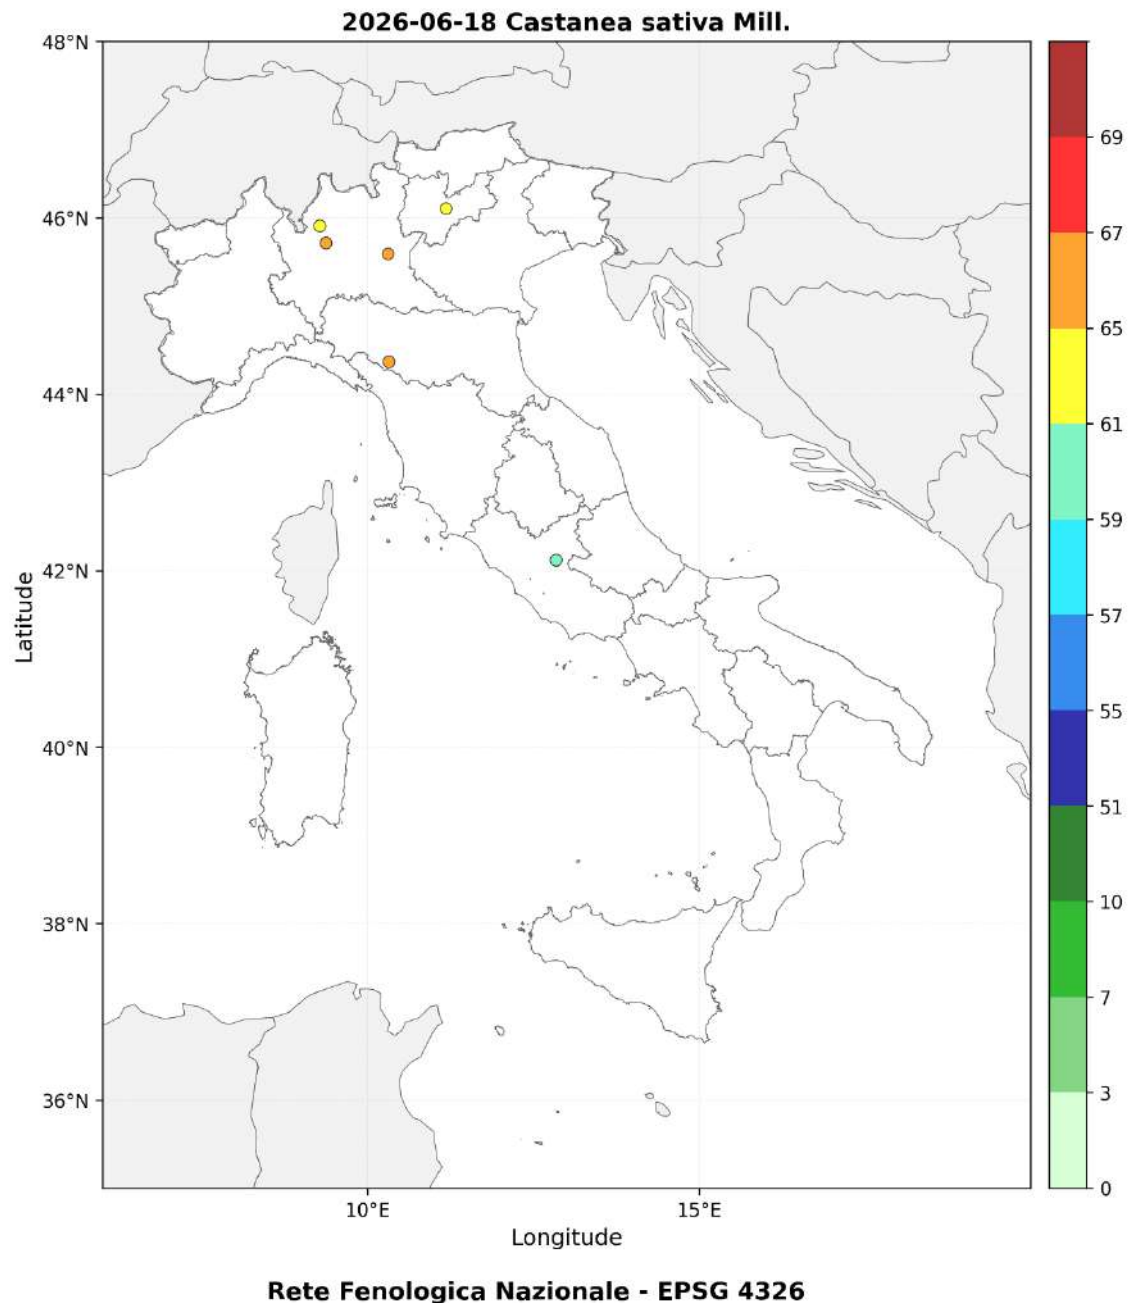 2026-06-18 Castanea sativa Mill.
48°N
46°N
44°N
42°N
40°N
38°N
36°N
Latitude
10°E
15°E
Longitude
69
67
65
61
59
57
55
51
10
7
3
0
Rete Fenologica Nazionale - EPSG 4326